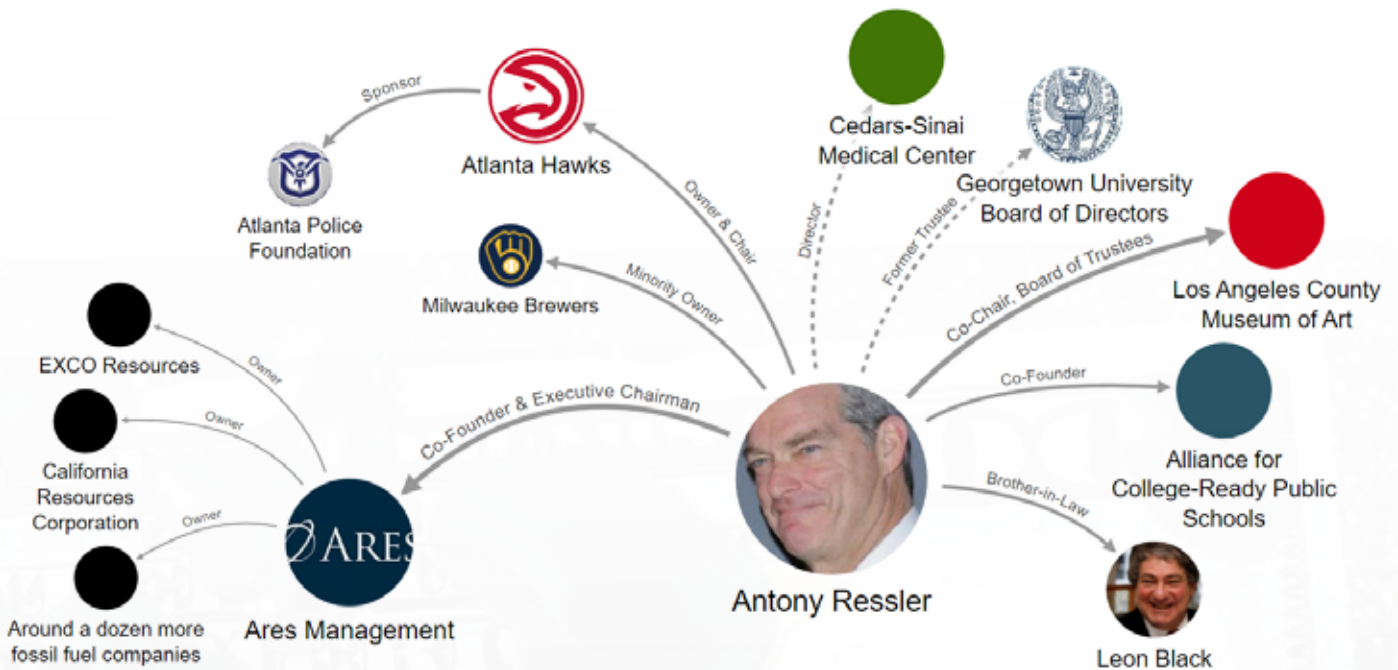 Sponsor
Atlanta Hawks
Atlanta Police
Foundation
Owner & Chair
Milwaukee Brewers
Minority Owner
Cedars-Sinai
Medical Center
Director
Georgetown University
Board of Directors
Former Trustee
Los Angeles County
Museum of Art
Co-Chair, Board of Trustees
Alliance for
College-Ready Public
Schools
Co-Founder
Brother-in-Law
Leon Black
Antony Ressler
Co-Founder & Executive Chairman
ARES
Ares Management
Owner
EXCO Resources
Owner
California
Resources
Corporation
Owner
Around a dozen more
fossil fuel companies